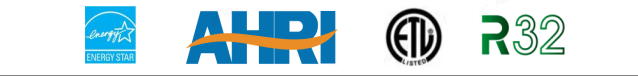 energy
ENERGY STAR
AHRI
ETL
LISTED
R32